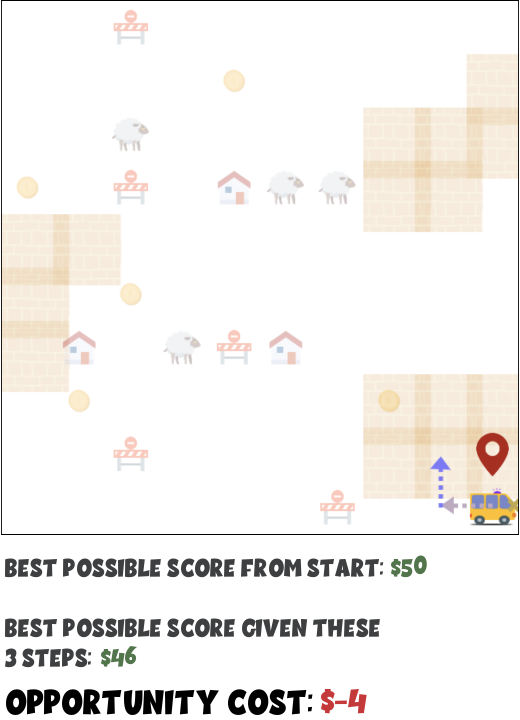 BEST POSSIBLE SCORE FROM START: $50
BEST POSSIBLE SCORE GIVEN THESE
3 STEPS: $46
OPPORTUNITY COST: $-4